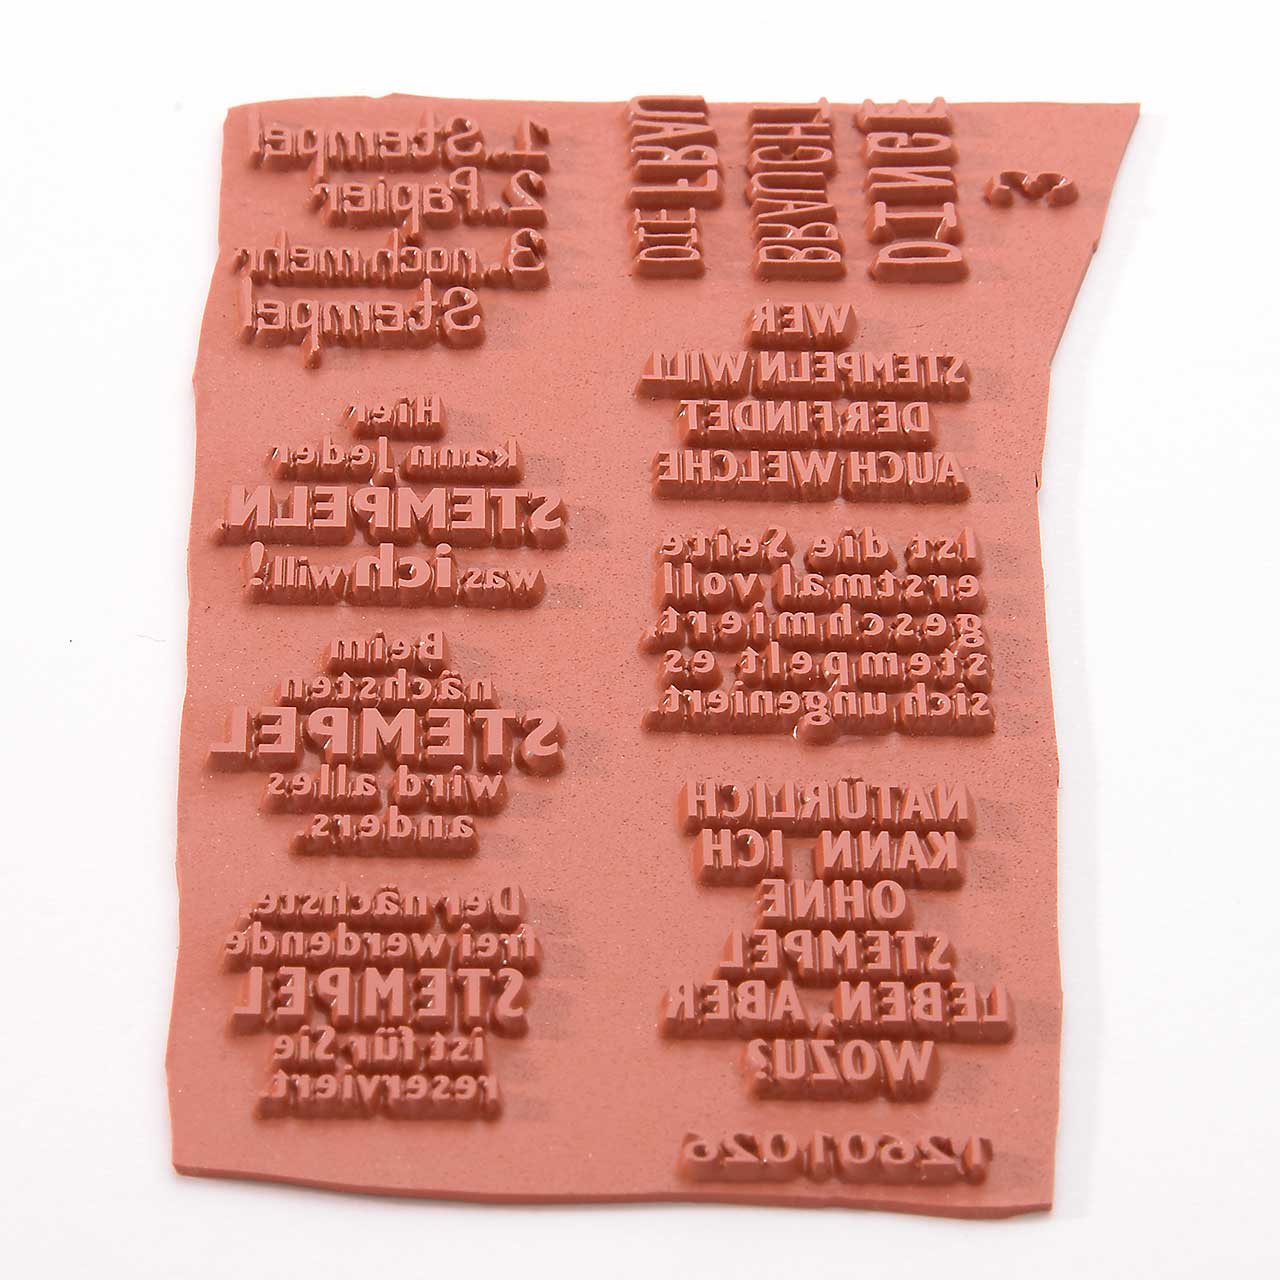 1. Stempel
2. Papier
3. noch mehr
Stempel
Hier
kann Jeder
STEMPELN
was ich will!
Beim
nächsten
STEMPEL
wird alles
anders.
Der nächste,
frei werdende
STEMPEL
ist für Sie
reserviert.
DIE FRAU
BRAUCHT
DINGE
3
WER
STEMPELN WILL
DER FINDET
AUCH WELCHE
Ist die Seite
erstmal voll
geschmiert,
stempelt es
sich ungeniert
NATÜRLICH
KANN ICH
OHNE
STEMPEL
LEBEN, ABER
WOZU?
12601026